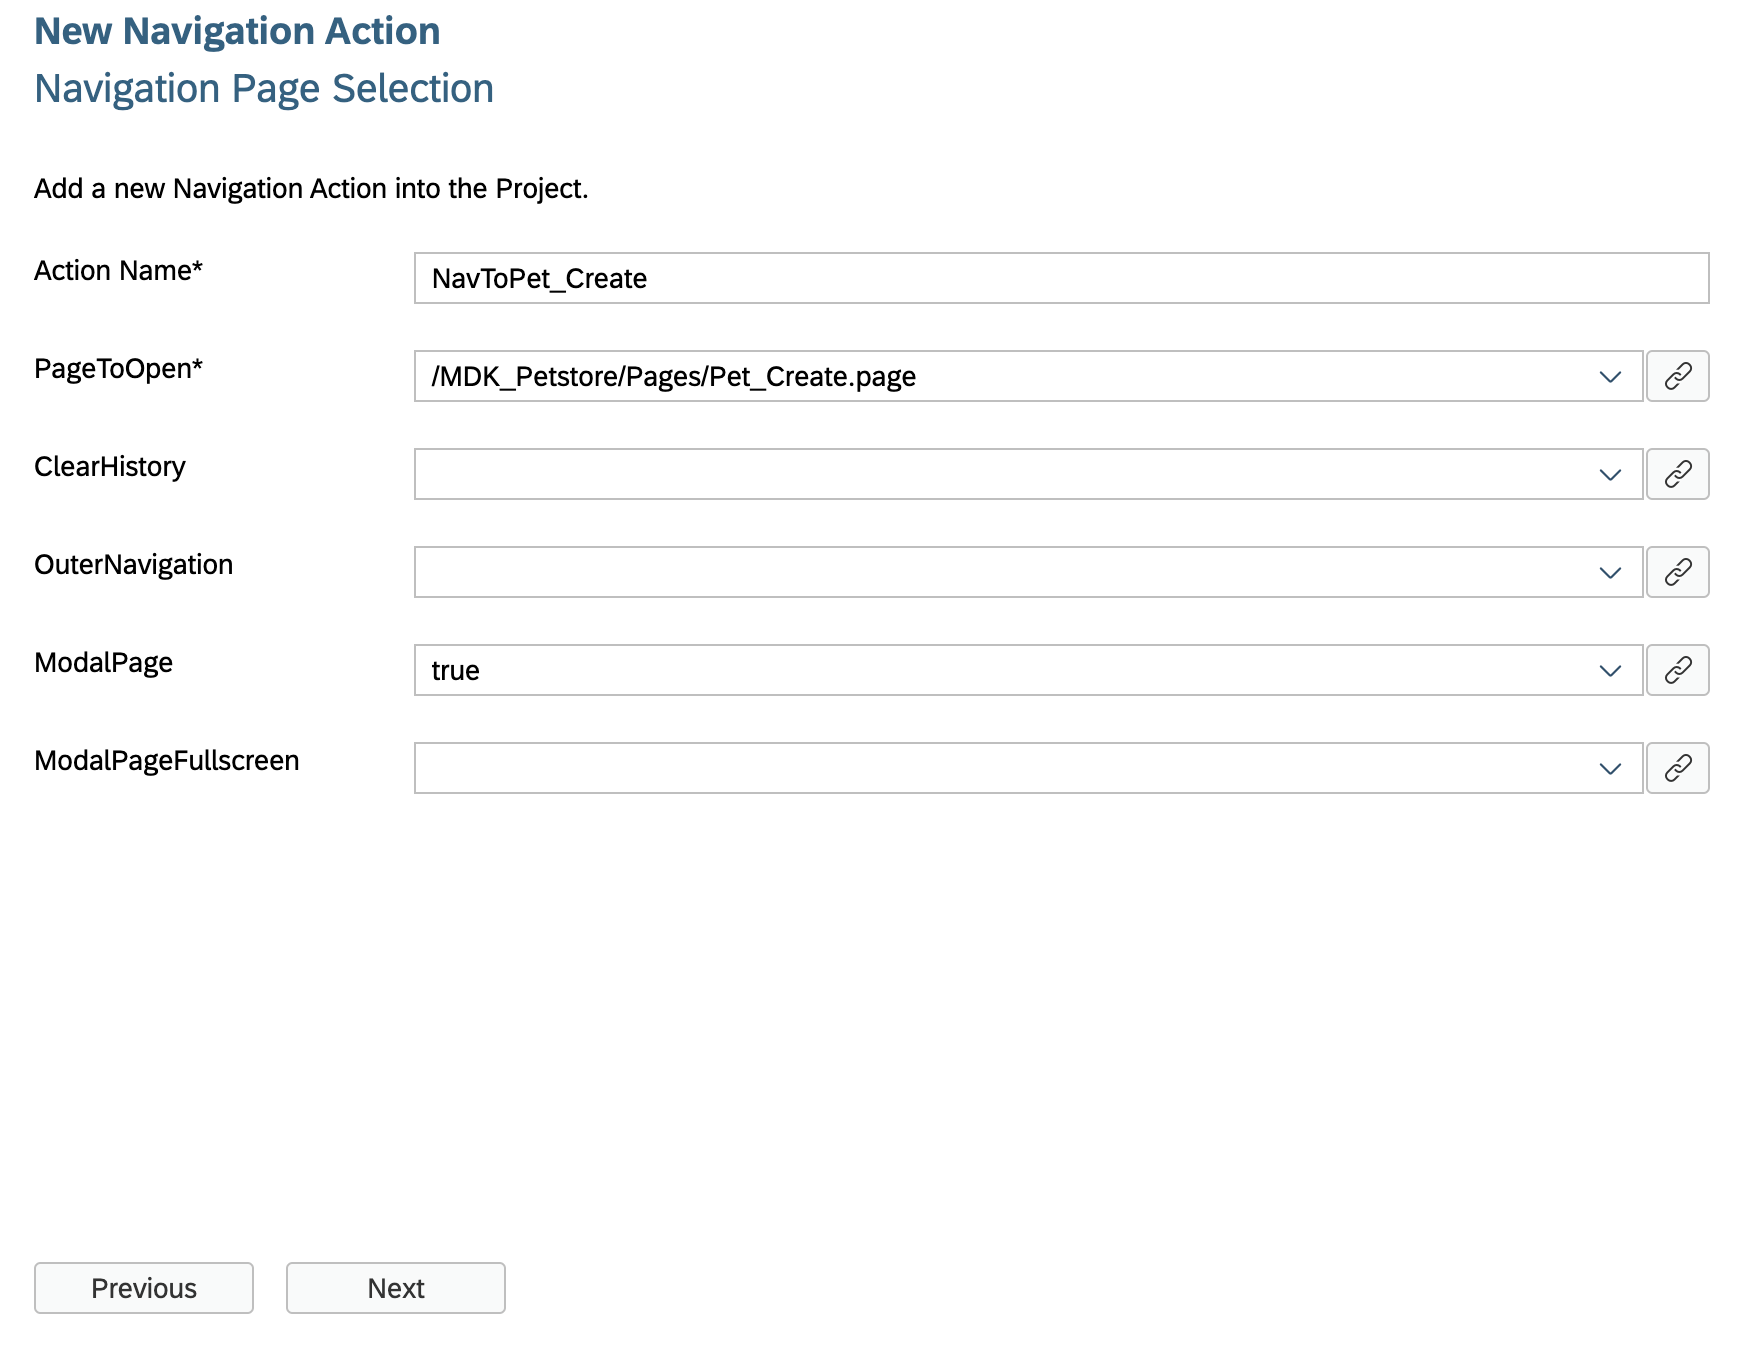 New Navigation Action
Navigation Page Selection
Add a new Navigation Action into the Project.
Action Name*
NavToPet_Create
PageToOpen*
/MDK_Petstore/Pages/Pet_Create.page
ClearHistory
OuterNavigation
ModalPage
true
ModalPageFullscreen
Previous
Next